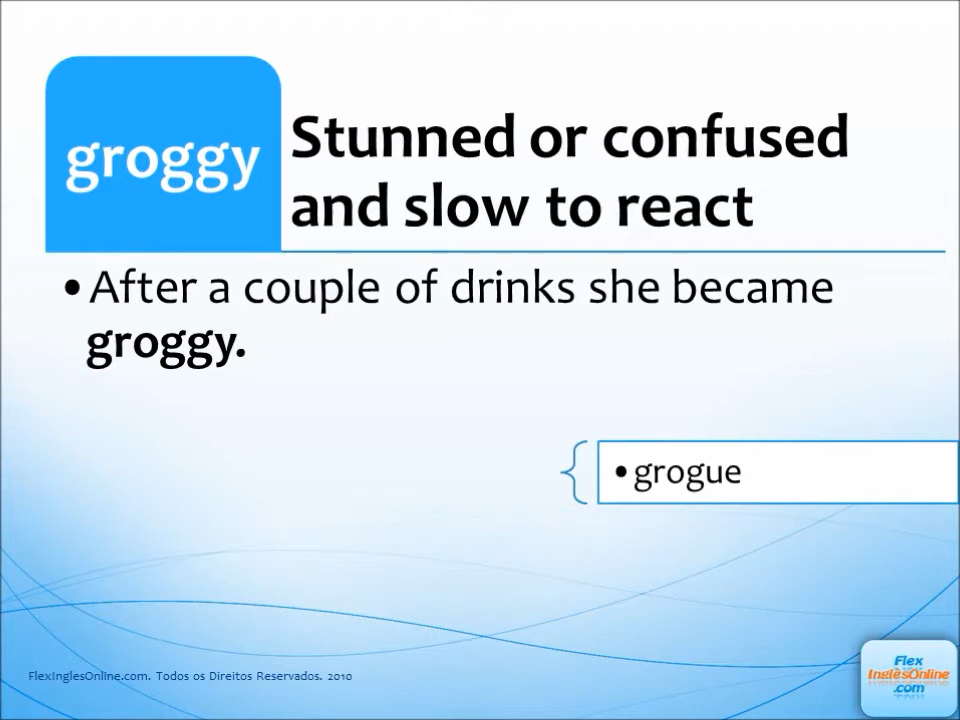 groggy
Stunned or confused
and slow to react
•After a couple of drinks she became
groggy.
•grogue
FlexInglesOnline.com. Todos os Direitos Reservados. 2010
Flex
InglêsOnline
.com